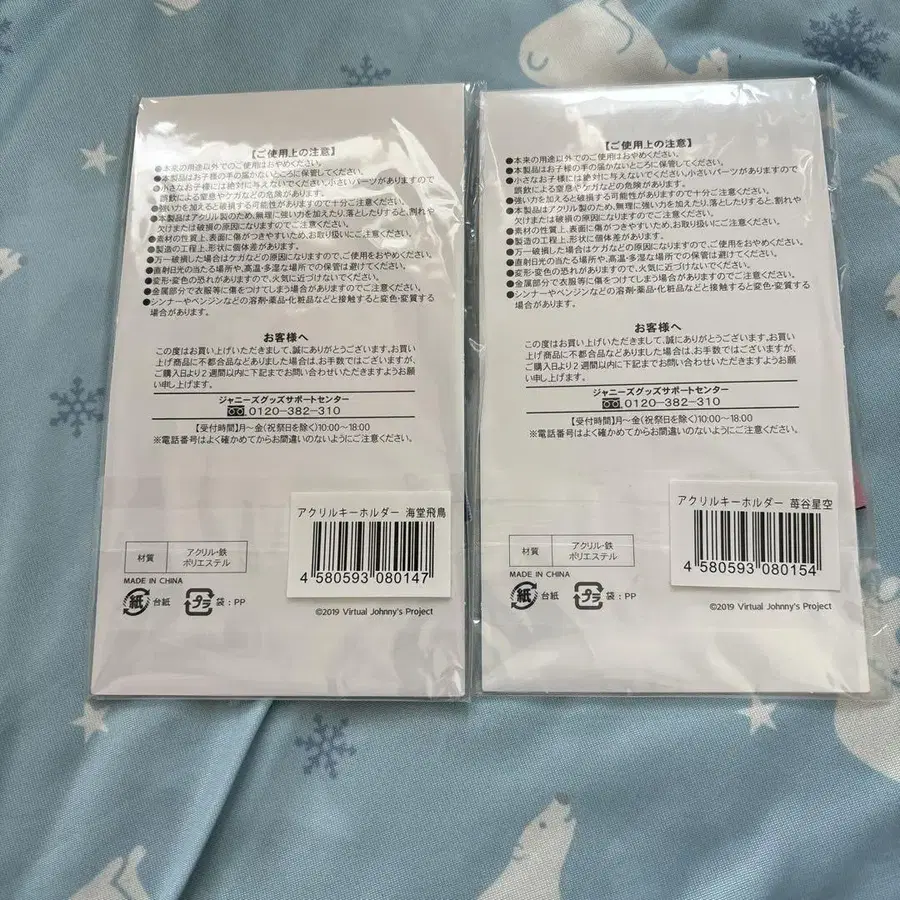 【ご使用上の注意】
●本来の用途以外でのご使用はおやめください。
●本製品はお子様の手の届かないところに保管してください。
●小さなお子様には絶対に与えないでください。小さいパーツがありますので
誤飲による窒息やケガなどの危険があります。
●強い力を加えると破損する可能性がありますので十分ご注意ください。
●本製品はアクリル製のため、無理に強い力を加えたり、落としたりすると、割れや
欠けまたは破損の原因になりますのでご注意ください。
●素材の性質上、表面に傷がつきやすいため、お取り扱いにご注意ください。
●製造の工程上、形状に個体差があります。
●万一破損した場合はケガなどの原因になりますので、ご使用をおやめください。
●直射日光の当たる場所や、高温・多湿な場所での保管は避けてください。
●変形・変色の恐れがありますので、火気に近づけないでください。
●金属部分で衣服等に傷をつけてしまう場合がありますのでご注意ください。
●シンナーやベンジンなどの溶剤・薬品・化粧品などと接触すると変色・変質する
場合があります。
お客様へ
この度はお買い上げいただきまして、誠にありがとうございます。お買い
上げ商品に不都合品などありました場合は、お手数ではございますが、
ご購入日より2週間以内に下記までお問い合わせいただきますようお願
い申し上げます。
ジャニーズグッズサポートセンター
0120-382-310
【受付時間】月〜金(祝祭日を除く)10:00〜18:00
※電話番号はよく確かめてからお間違いのないようにご注意ください。
アクリルキーホルダー 海堂飛鳥
4 580593 080147
材質
アクリル・鉄
ポリエステル
MADE IN CHINA
紙 台紙 プラ 袋:PP
©2019 Virtual Johnny's Project
【ご使用上の注意】
●本来の用途以外でのご使用はおやめください。
●本製品はお子様の手の届かないところに保管してください。
●小さなお子様には絶対に与えないでください。小さいパーツがありますので
誤飲による窒息やケガなどの危険があります。
●強い力を加えると破損する可能性がありますので十分ご注意ください。
●本製品はアクリル製のため、無理に強い力を加えたり、落としたりすると、割れや
欠けまたは破損の原因になりますのでご注意ください。
●素材の性質上、表面に傷がつきやすいため、お取り扱いにご注意ください。
●製造の工程上、形状に個体差があります。
●万一破損した場合はケガなどの原因になりますので、ご使用をおやめください。
●直射日光の当たる場所や、高温・多湿な場所での保管は避けてください。
●変形・変色の恐れがありますので、火気に近づけないでください。
●金属部分で衣服等に傷をつけてしまう場合がありますのでご注意ください。
●シンナーやベンジンなどの溶剤・薬品・化粧品などと接触すると変色・変質する
場合があります。
お客様へ
この度はお買い上げいただきまして、誠にありがとうございます。お買い
上げ商品に不都合品などありました場合は、お手数ではございますが、
ご購入日より2週間以内に下記までお問い合わせいただきますようお願
い申し上げます。
ジャニーズグッズサポートセンター
0120-382-310
【受付時間】月〜金(祝祭日を除く)10:00〜18:00
※電話番号はよく確かめてからお間違いのないようにご注意ください。
アクリルキーホルダー 苺谷星空
4 580593 080154
材質
アクリル・鉄
ポリエステル
MADE IN CHINA
紙 台紙 プラ 袋:PP
©2019 Virtual Johnny's Project